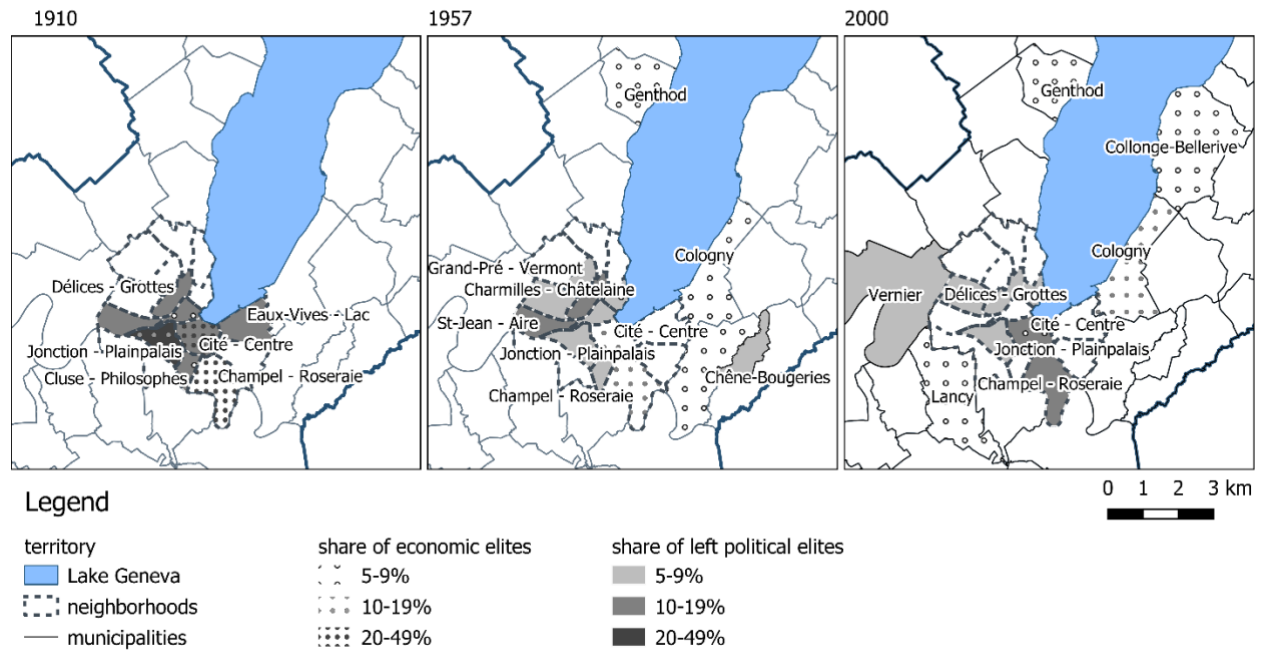 1910
Délices - Grottes
Eaux-Vives - Lac
Cité - Centre
Jonction - Plainpalais
Cluse - Philosophes
Champel - Roseraie
1957
Genthod
Cologny
Grand-Pré - Vermont
Charmilles - Châtelaine
St-Jean - Aire
Cité - Centre
Jonction - Plainpalais
Chêne-Bougeries
Champel - Roseraie
2000
Genthod
Collonge-Bellerive
Cologny
Vernier
Délices - Grottes
Cité - Centre
Jonction - Plainpalais
Champel - Roseraie
Lancy
0 1 2 3 km
Legend
territory
Lake Geneva
neighborhoods
municipalities
share of economic elites
5-9%
10-19%
20-49%
share of left political elites
5-9%
10-19%
20-49%